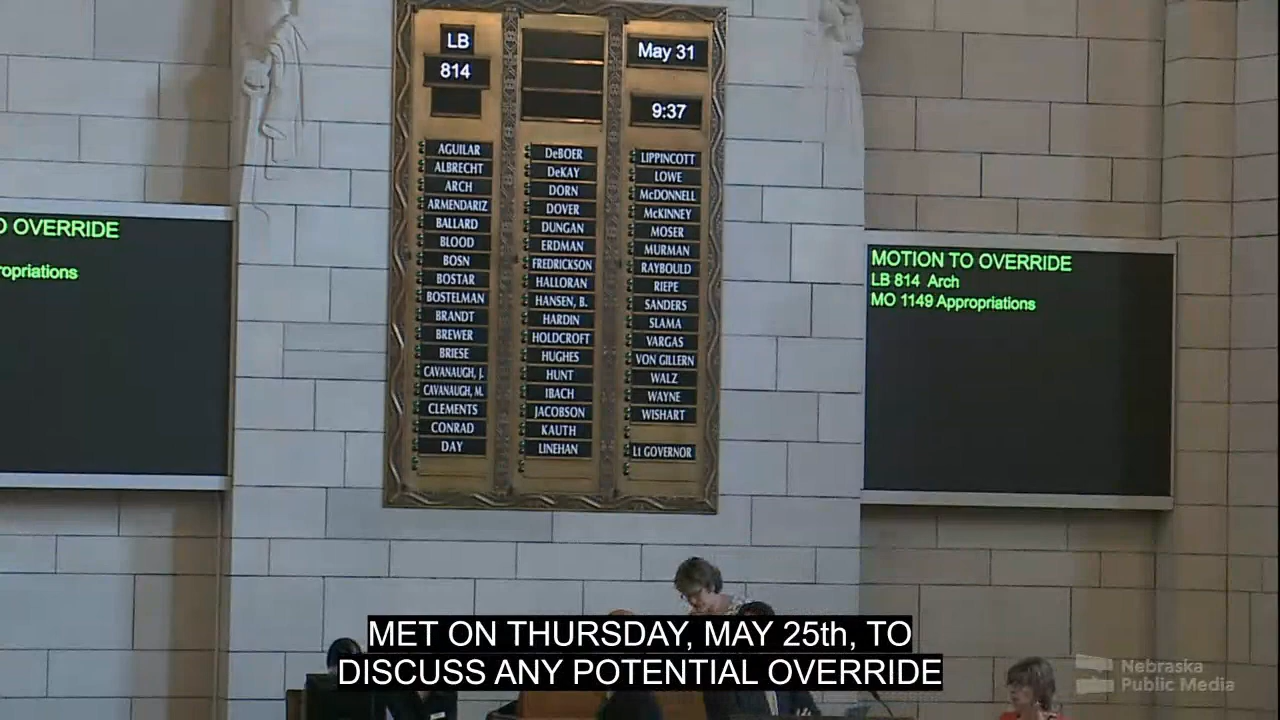 LB
814
May 31
9:37
AGUILAR
ALBRECHT
ARCH
ARMENDARIZ
BALLARD
BLOOD
BOSN
BOSTAR
BOSTELMAN
BRANDT
BREWER
BRIESE
CAVANAUGH, J.
CAVANAUGH, M.
CLEMENTS
CONRAD
DAY
DeBOER
DeKAY
DORN
DOVER
DUNGAN
ERDMAN
FREDRICKSON
HALLORAN
HANSEN, B.
HARDIN
HOLDCROFT
HUGHES
HUNT
IBACH
JACOBSON
KAUTH
LINEHAN
LIPPINCOTT
LOWE
McDONNELL
McKINNEY
MOSER
MURMAN
RAYBOULD
RIEPE
SANDERS
SLAMA
VARGAS
VON GILLERN
WALZ
WAYNE
WISHART
Lt GOVERNOR
O OVERRIDE
ropriations
MOTION TO OVERRIDE
LB 814 Arch
MO 1149 Appropriations
MET ON THURSDAY, MAY 25th, TO
DISCUSS ANY POTENTIAL OVERRIDE
Nebraska
Public Media